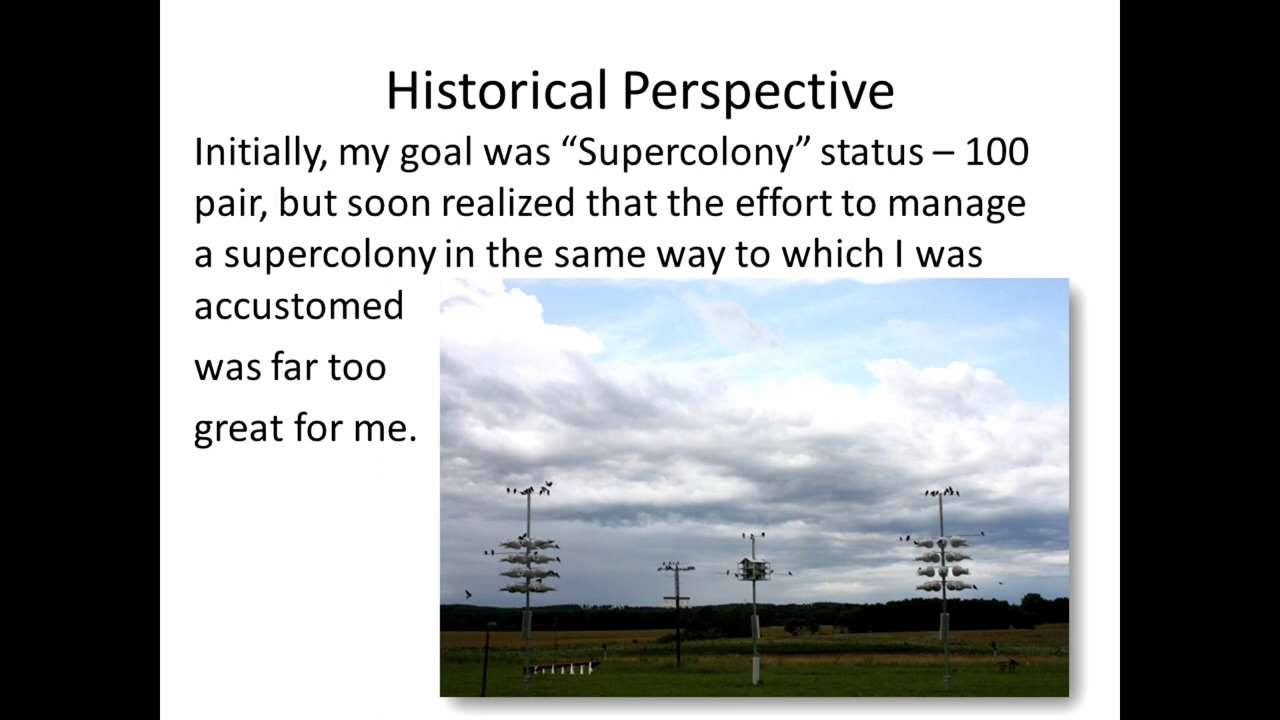 Historical Perspective
Initially, my goal was “Supercolony” status – 100
pair, but soon realized that the effort to manage
a supercolony in the same way to which I was
accustomed
was far too
great for me.